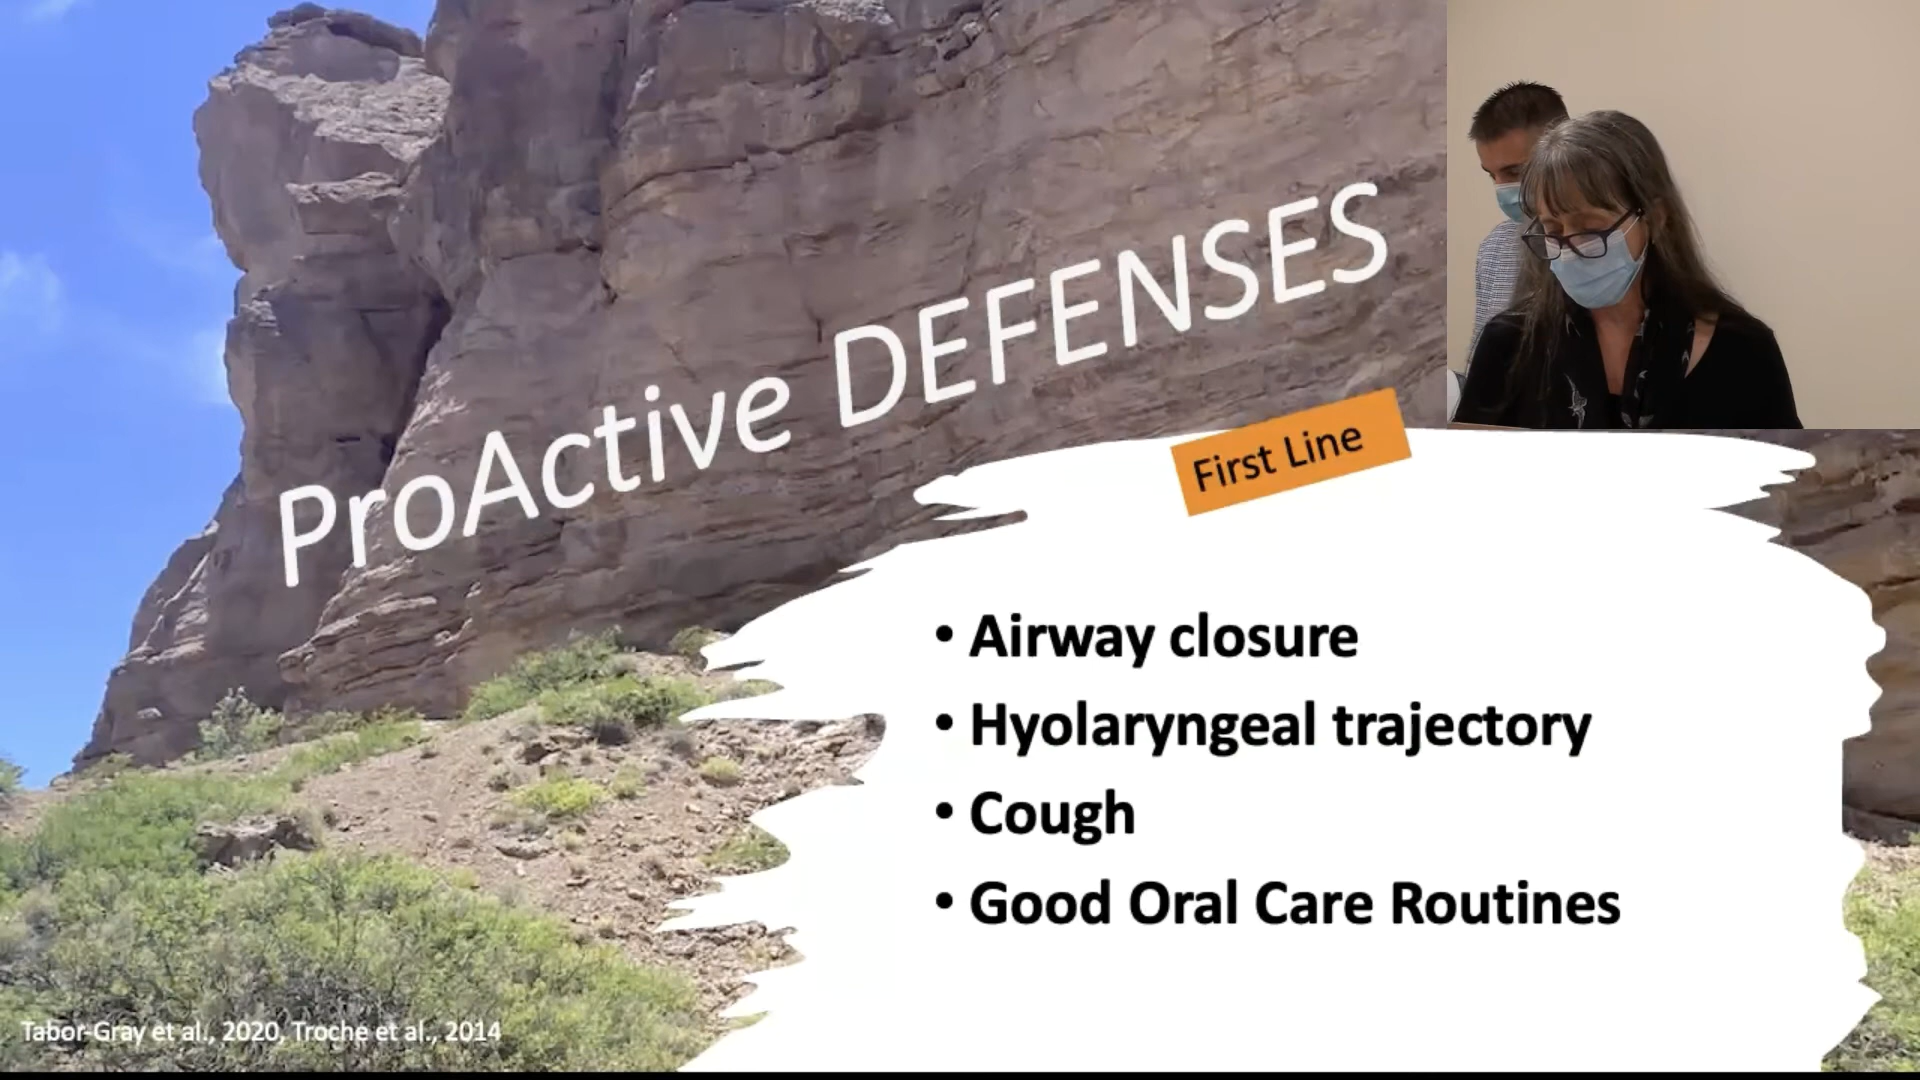 ProActive DEFENSES
First Line
• Airway closure
• Hyolaryngeal trajectory
• Cough
• Good Oral Care Routines
Tabor-Gray et al., 2020, Troche et al., 2014